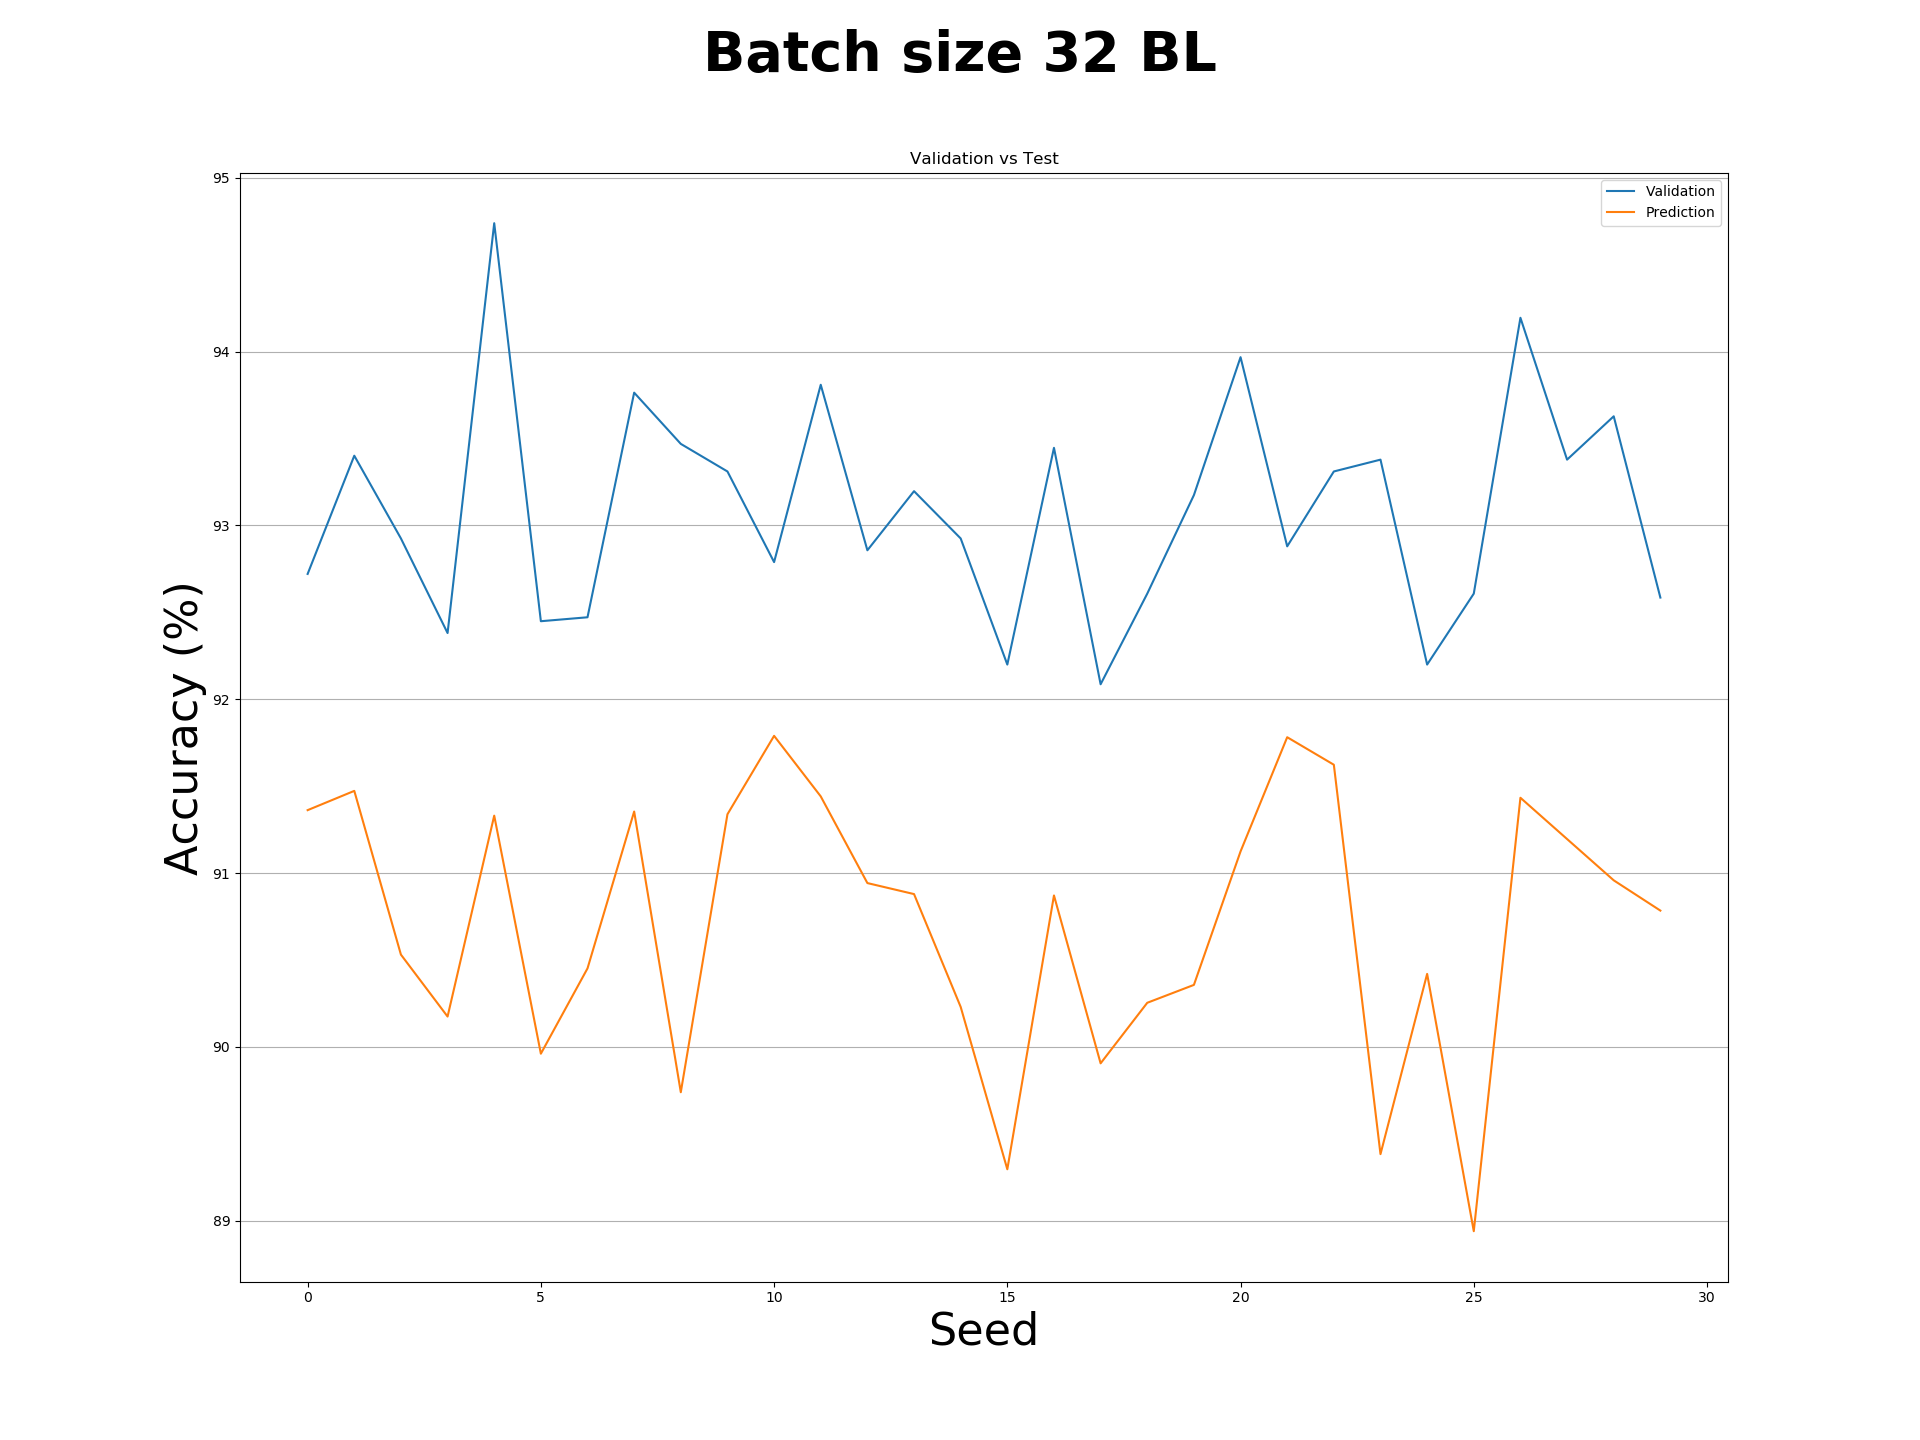 Batch size 32 BL
Validation vs Test
95
94
93
92
91
90
89
Accuracy (%)
Validation
Prediction
0 5 10 15 20 25 30
Seed